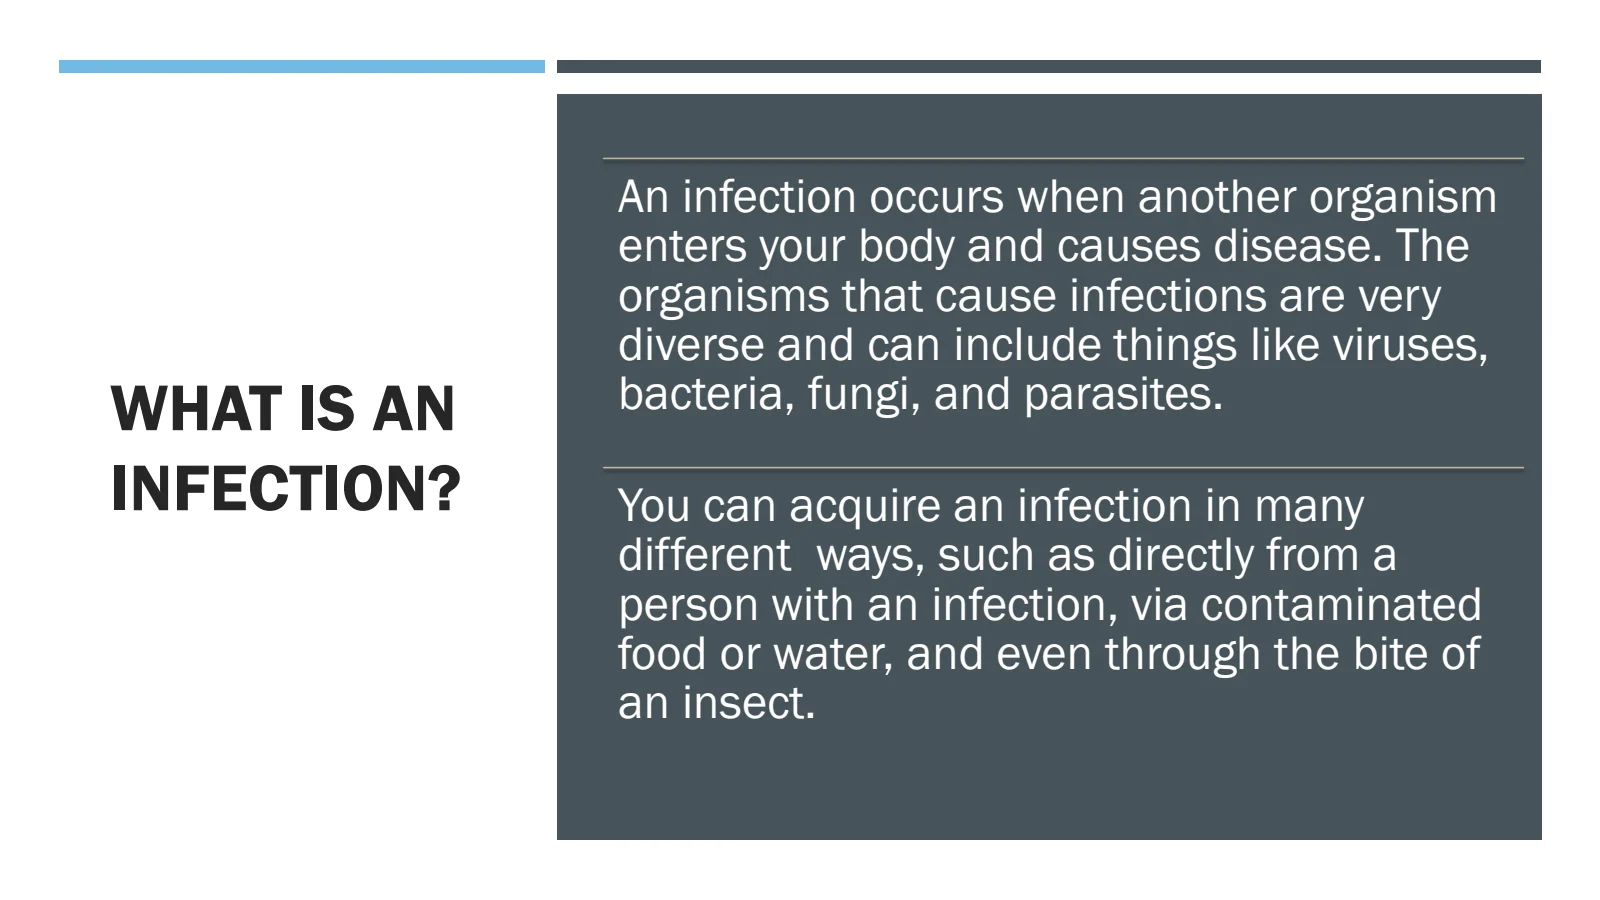 WHAT IS AN
INFECTION?
An infection occurs when another organism
enters your body and causes disease. The
organisms that cause infections are very
diverse and can include things like viruses,
bacteria, fungi, and parasites.
You can acquire an infection in many
different  ways, such as directly from a
person with an infection, via contaminated
food or water, and even through the bite of
an insect.